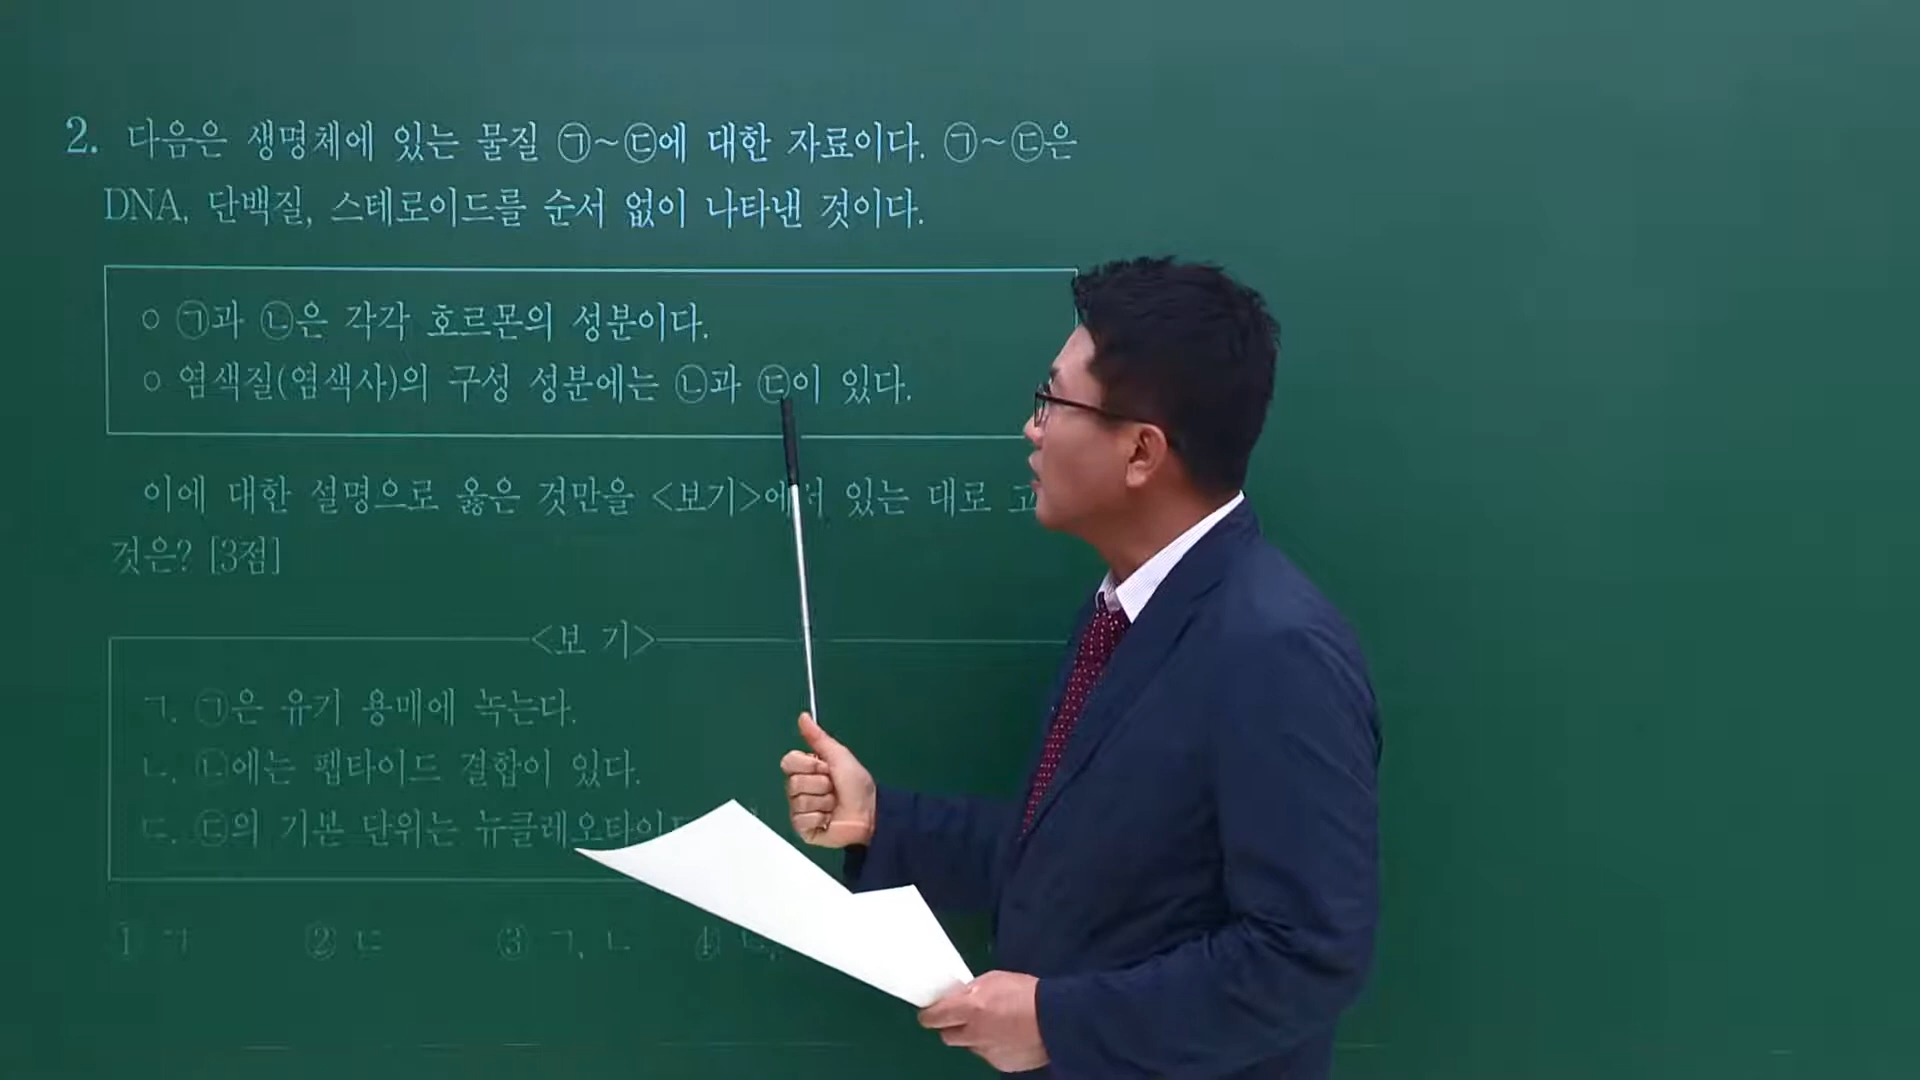 2. 다음은 생명체에 있는 물질 ㉠~㉢에 대한 자료이다. ㉠~㉢은
DNA, 단백질, 스테로이드를 순서 없이 나타낸 것이다.
○ ㉠과 ㉡은 각각 호르몬의 성분이다.
○ 염색질(염색사)의 구성 성분에는 ㉡과 ㉢이 있다.
이에 대한 설명으로 옳은 것만을 <보기>에서 있는 대로
것은? [3점]
<보 기>
ㄱ. ㉠은 유기 용매에 녹는다.
ㄴ. ㉡에는 펩타이드 결합이 있다.
ㄷ. ㉢의 기본 단위는 뉴클레오타이드
① ㄱ ② ㄷ ③ ㄱ, ㄴ ④ ㄴ,